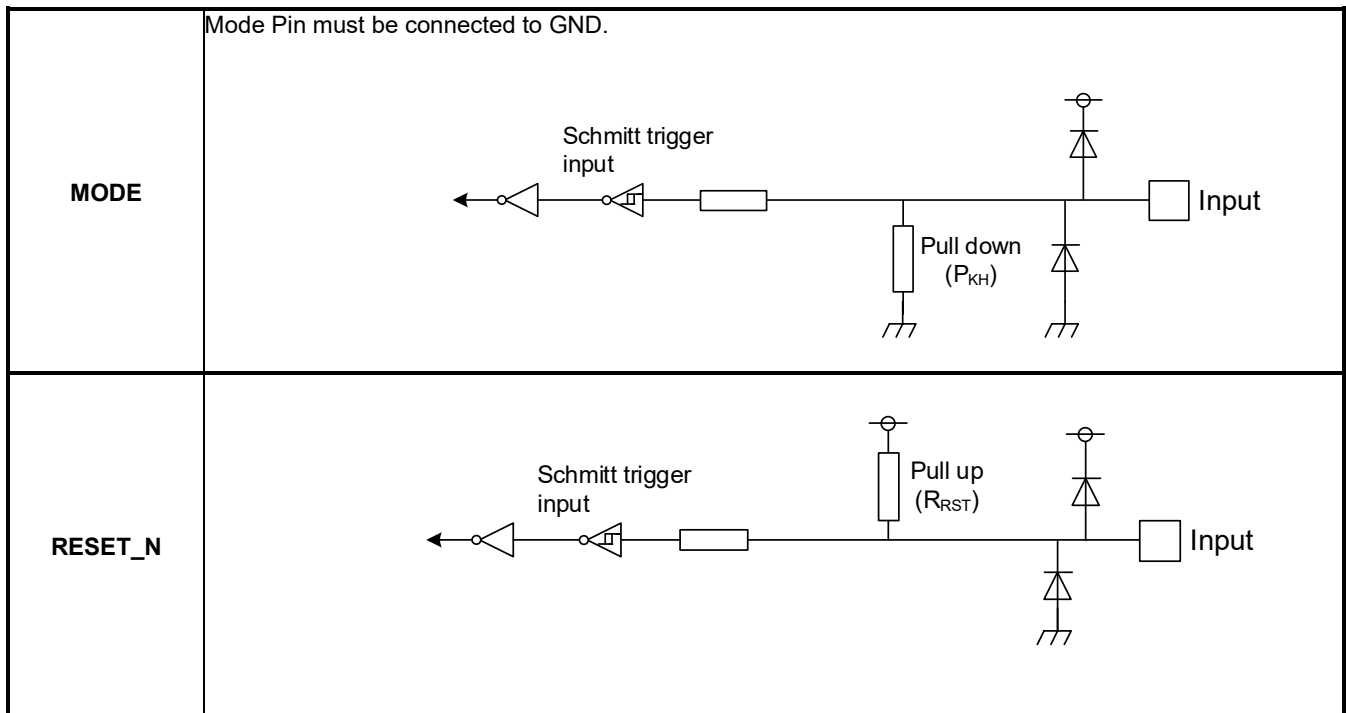 Mode Pin must be connected to GND.
MODE
Schmitt trigger
input
Input
Pull down
(PKH)
RESET_N
Schmitt trigger
input
Pull up
(RRST)
Input